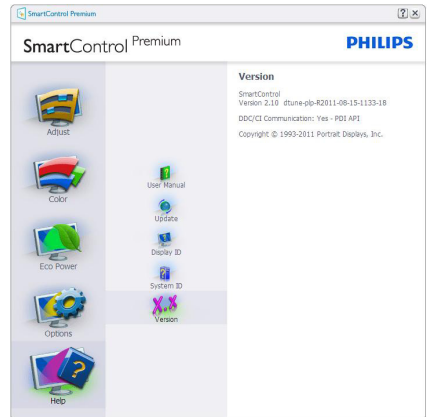 SmartControl Premium
? X
SmartControl Premium
PHILIPS
Adjust
Color
Eco Power
Options
Help
User Manual
Update
Display ID
System ID
X.X
Version
Version
SmartControl
Version 2.10 dtune-plp-R2011-08-15-1133-18
DDC/CI Communication: Yes - PDI API
Copyright © 1993-2011 Portrait Displays, Inc.